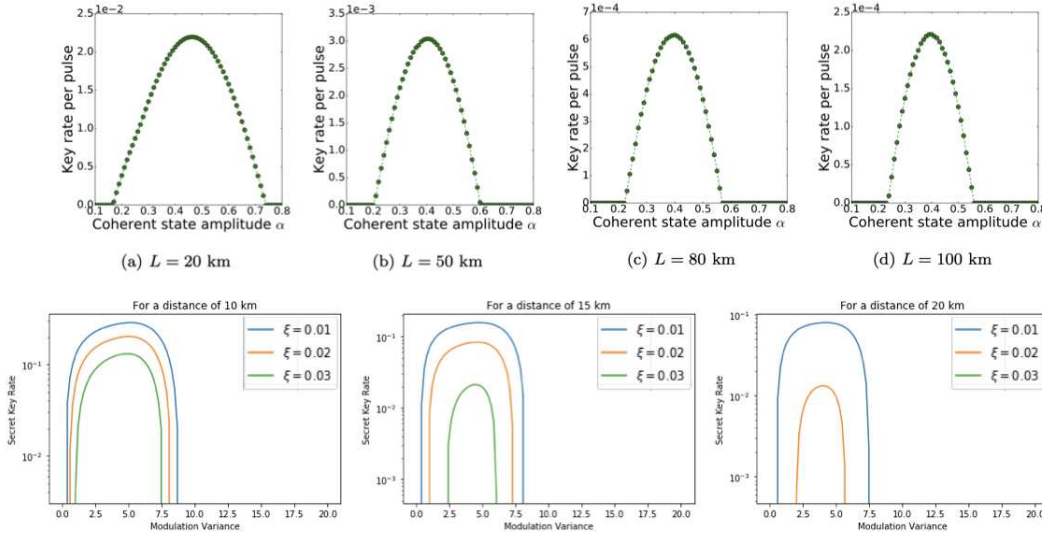 1e−2
1e−3
1e−4
1e−4
2.5
2.0
1.5
1.0
0.5
0.0
3.5
3.0
2.5
2.0
1.5
1.0
0.5
0.0
7
6
5
4
3
2
1
0
2.5
2.0
1.5
1.0
0.5
0.0
Key rate per pulse
Key rate per pulse
Key rate per pulse
Key rate per pulse
0.1 0.2 0.3 0.4 0.5 0.6 0.7 0.8
0.1 0.2 0.3 0.4 0.5 0.6 0.7 0.8
0.1 0.2 0.3 0.4 0.5 0.6 0.7 0.8
0.1 0.2 0.3 0.4 0.5 0.6 0.7 0.8
Coherent state amplitude α
Coherent state amplitude α
Coherent state amplitude α
Coherent state amplitude α
(a) L = 20 km
(b) L = 50 km
(c) L = 80 km
(d) L = 100 km
For a distance of 10 km
ξ = 0.01
ξ = 0.02
ξ = 0.03
10⁻¹
10⁻²
Secret Key Rate
0.0 2.5 5.0 7.5 10.0 12.5 15.0 17.5 20.0
Modulation Variance
For a distance of 15 km
ξ = 0.01
ξ = 0.02
ξ = 0.03
10⁻¹
10⁻²
10⁻³
Secret Key Rate
0.0 2.5 5.0 7.5 10.0 12.5 15.0 17.5 20.0
Modulation Variance
For a distance of 20 km
ξ = 0.01
ξ = 0.02
ξ = 0.03
10⁻¹
10⁻²
10⁻³
Secret Key Rate
0.0 2.5 5.0 7.5 10.0 12.5 15.0 17.5 20.0
Modulation Variance